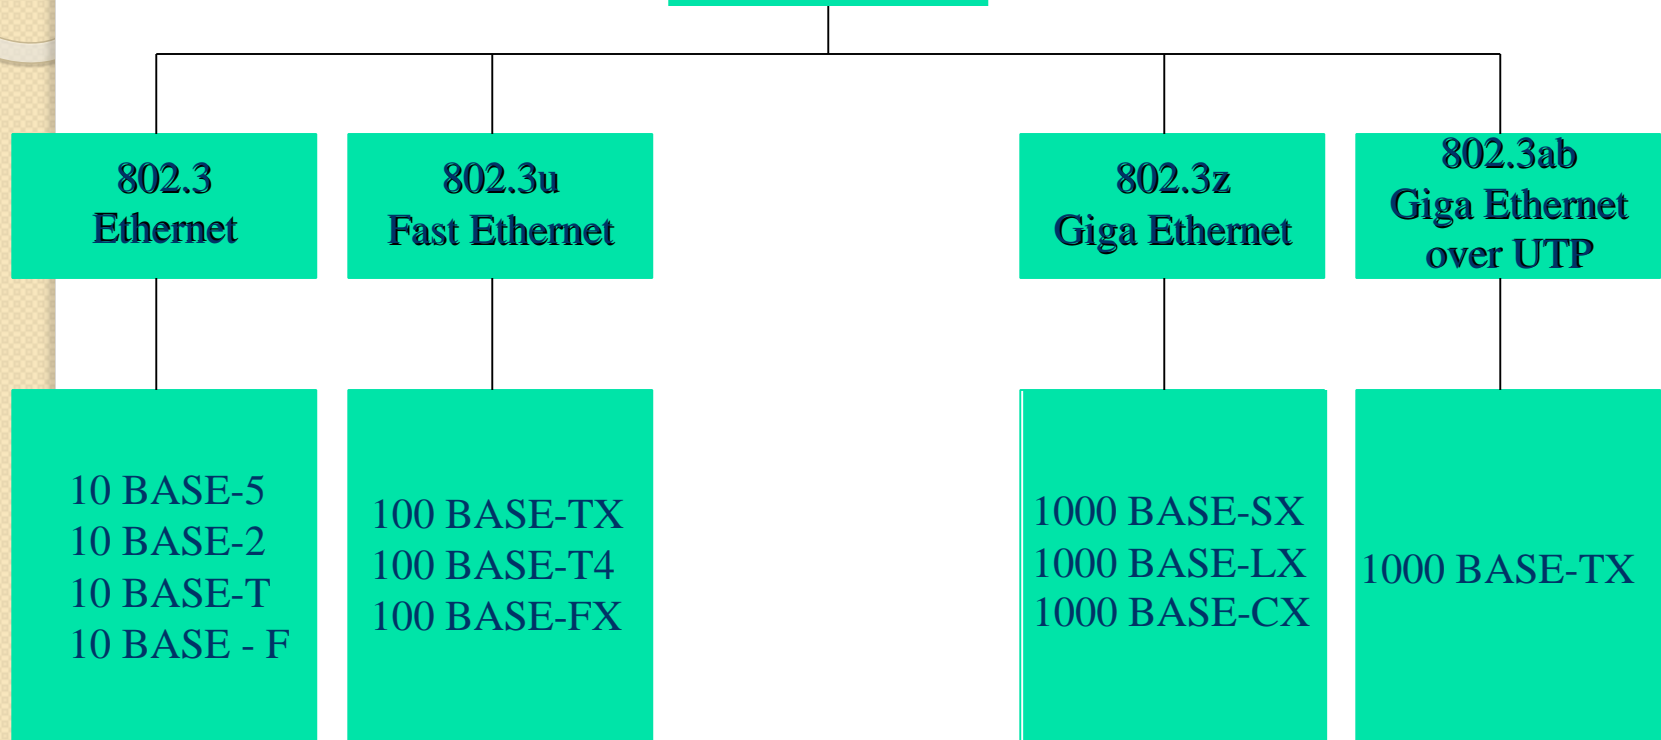 802.3
Ethernet
802.3u
Fast Ethernet
802.3z
Giga Ethernet
802.3ab
Giga Ethernet
over UTP
10 BASE-5
10 BASE-2
10 BASE-T
10 BASE - F
100 BASE-TX
100 BASE-T4
100 BASE-FX
1000 BASE-SX
1000 BASE-LX
1000 BASE-CX
1000 BASE-TX